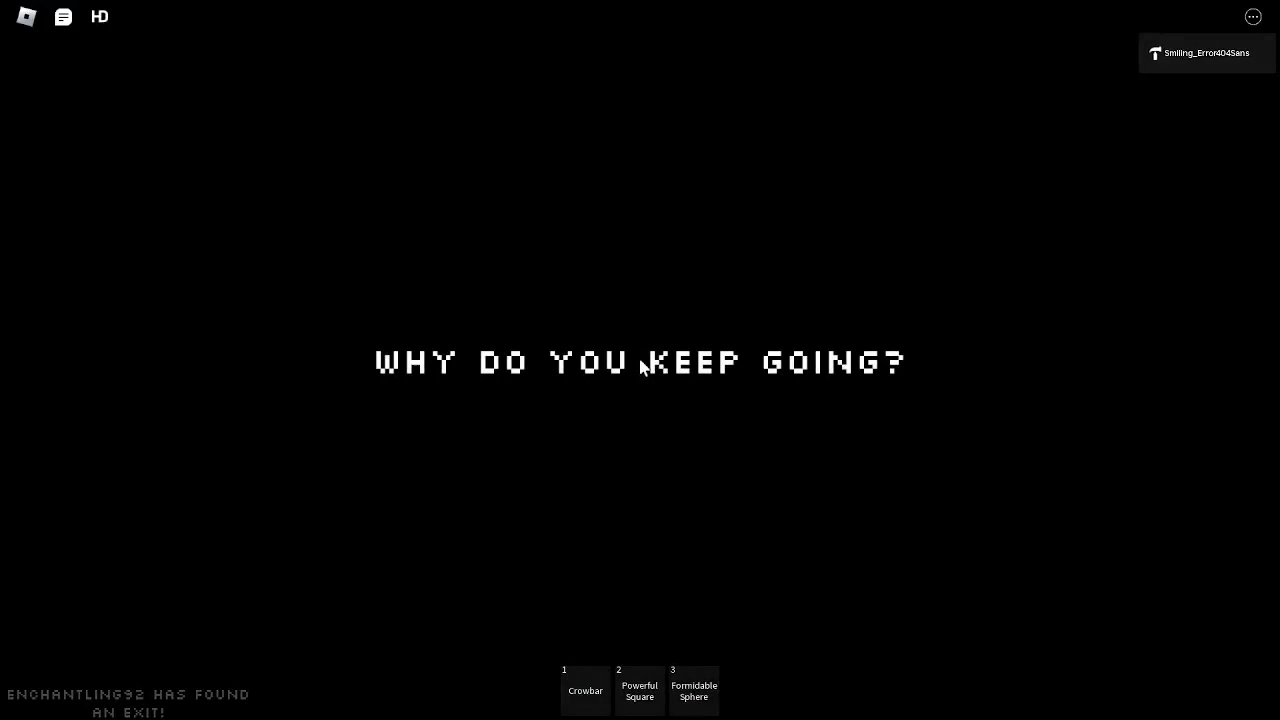 HD
Smiling_Error404Sans
WHY DO YOU KEEP GOING?
1
Crowbar
2
Powerful
Square
3
Formidable
Sphere
ENCHANTLING92 HAS FOUND
AN EXIT!